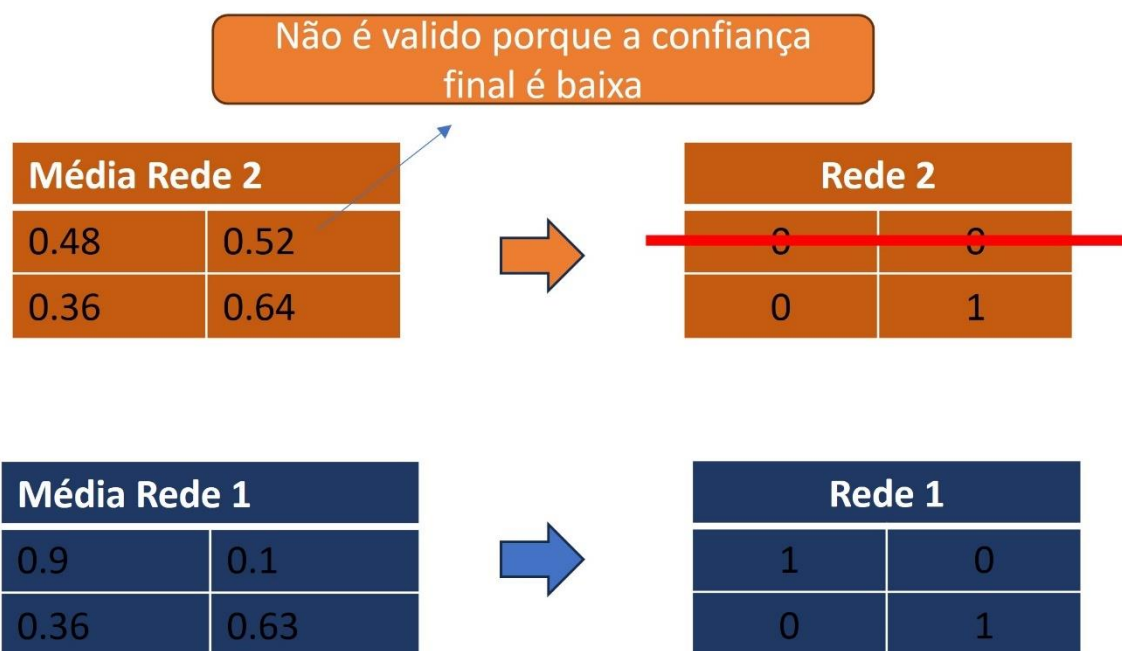 Não é valido porque a confiança
final é baixa
Média Rede 2
0.48 0.52
0.36 0.64
Rede 2
0 0
0 1
Média Rede 1
0.9 0.1
0.36 0.63
Rede 1
1 0
0 1